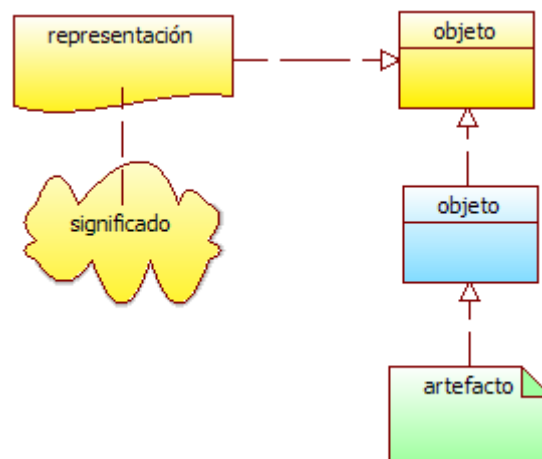 representación
objeto
significado
objeto
artefacto